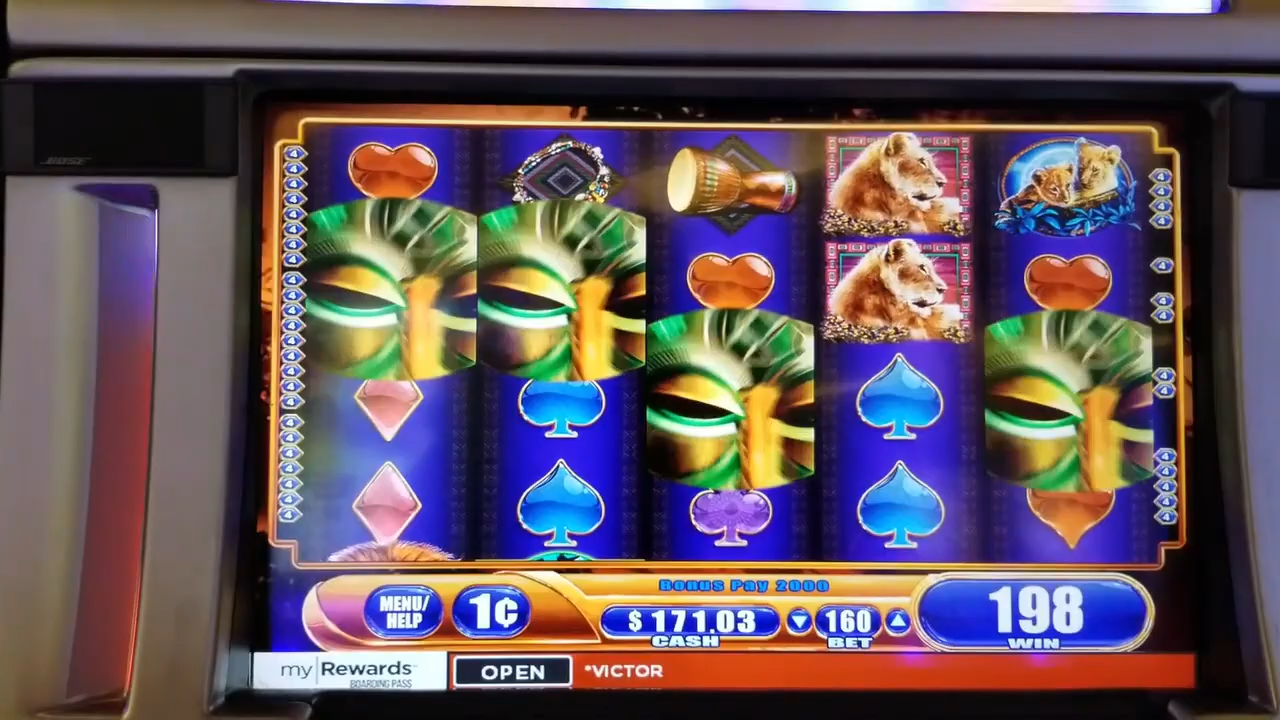 BOSE
Bonus Pay 2000
MENU/
HELP
1¢
$ 171.03
CASH
160
BET
198
WIN
my|Rewards
BOARDING PASS
OPEN
*VICTOR